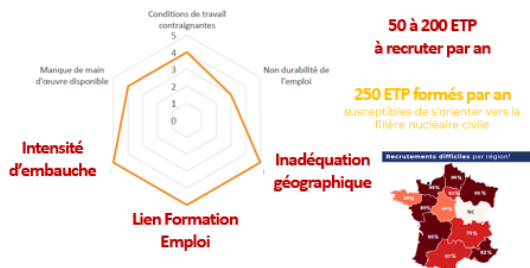 Conditions de travail
contraignantes
5
4
3
2
1
0
Manque de main
d'œuvre disponible
Non durabilité de
l'emploi
Intensité
d'embauche
Inadéquation
géographique
Lien Formation
Emploi
50 à 200 ETP
à recruter par an
250 ETP formés par an
susceptibles de s'orienter vers la
filière nucléaire civile
Recrutements difficiles par région
NC